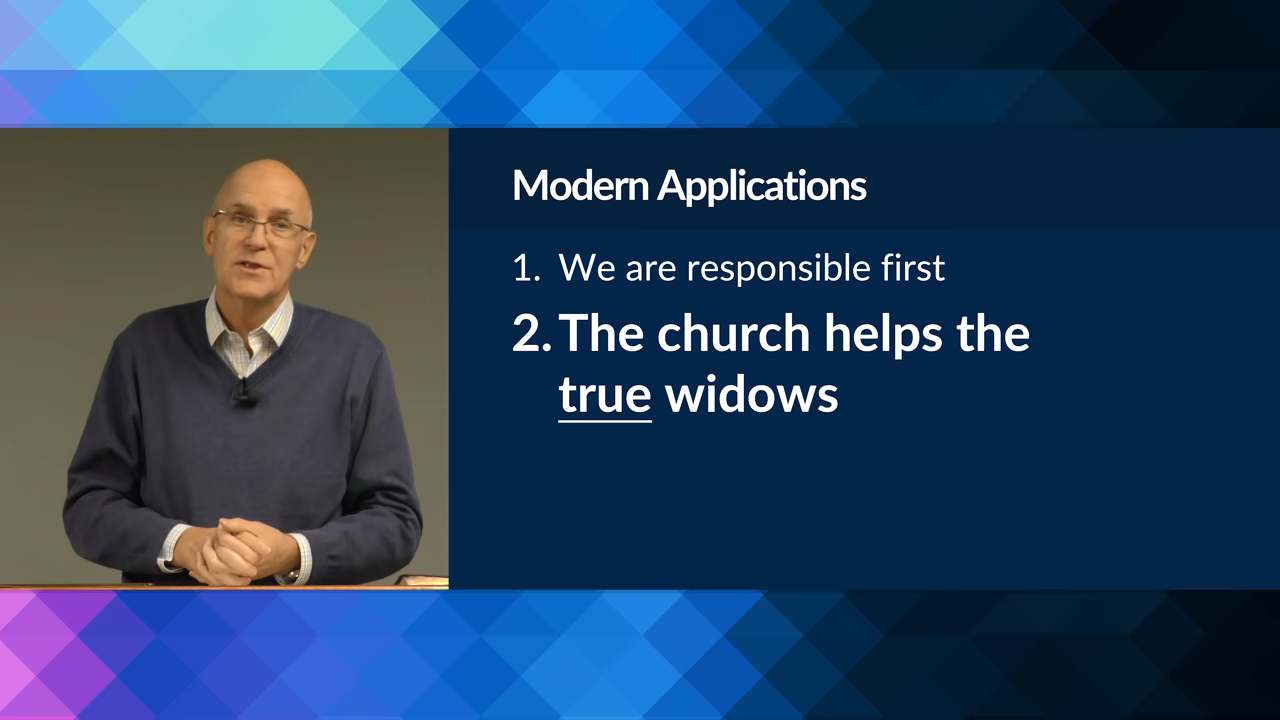 Modern Applications
1. We are responsible first
2. The church helps the
true widows